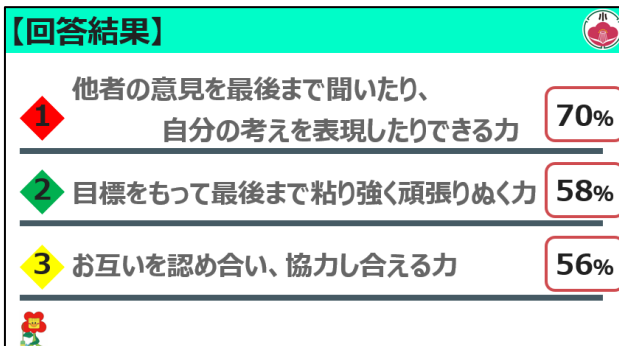 【回答結果】
小
1 他者の意見を最後まで聞いたり、
自分の考えを表現したりできる力 70%
2 目標をもって最後まで粘り強く頑張りぬく力 58%
3 お互いを認め合い、協力し合える力 56%